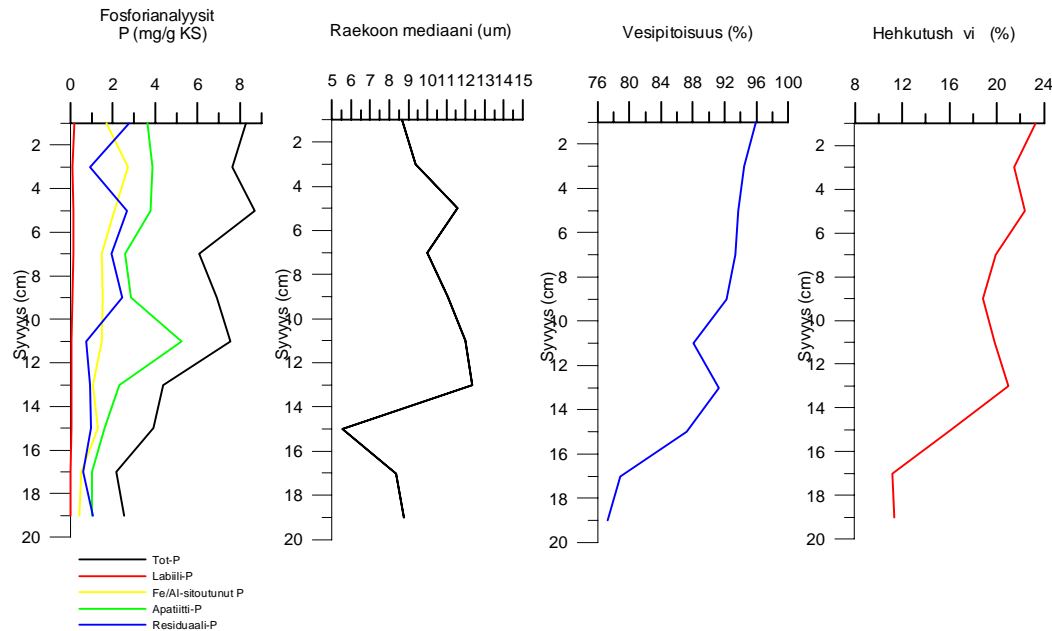 Fosforianalyysit
P (mg/g KS)
0 2 4 6 8
Syvyys (cm)
2
4
6
8
10
12
14
16
18
20
Tot-P
Labiili-P
Fe/Al-sitoutunut P
Apatiitti-P
Residuaali-P
Raekoon mediaani (um)
5 6 7 8 9 10 11 12 13 14 15
Syvyys (cm)
2
4
6
8
10
12
14
16
18
20
Vesipitoisuus (%)
76 80 84 88 92 96 100
Syvyys (cm)
2
4
6
8
10
12
14
16
18
20
Hehkutush vi (%)
8 12 16 20 24
Syvyys (cm)
2
4
6
8
10
12
14
16
18
20